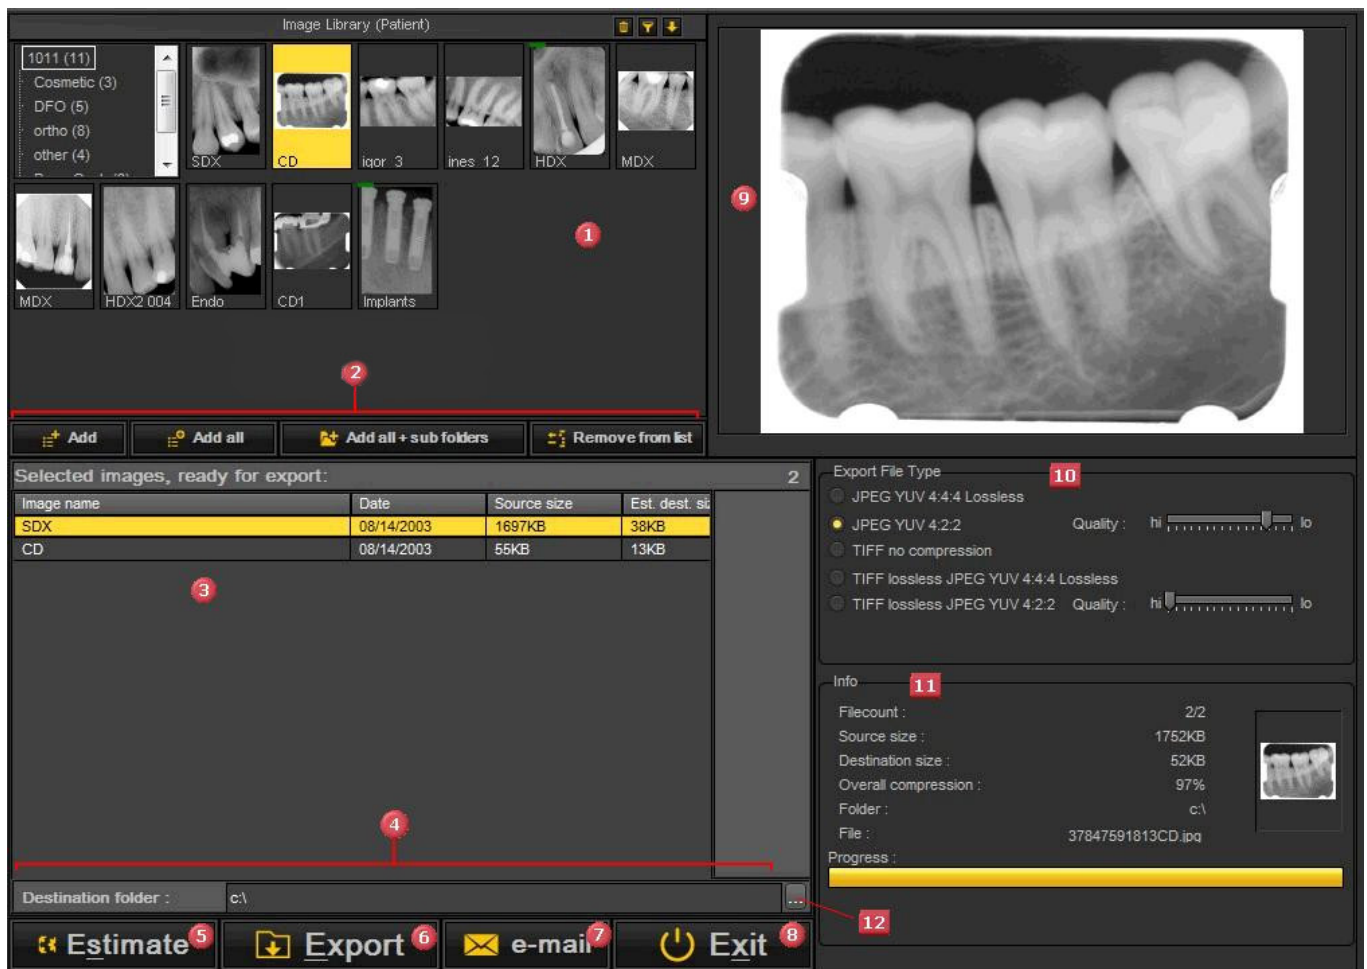 Image Library (Patient)
1011 (11)
Cosmetic (3)
DFO (5)
ortho (8)
other (4)
SDX
CD
igor 3
ines 12
HDX
MDX
MDX
HDX2 004
Endo
CD1
Implants
1
2
9
Add
Add all
Add all + sub folders
Remove from list
Selected images, ready for export:
2
Image name Date Source size Est. dest. si
SDX 08/14/2003 1697KB 38KB
CD 08/14/2003 55KB 13KB
3
4
Destination folder : c:\ ...
Estimate 5
Export 6
e-mail 7
Exit 8
Export File Type 10
JPEG YUV 4:4:4 Lossless
JPEG YUV 4:2:2 Quality : hi lo
TIFF no compression
TIFF lossless JPEG YUV 4:4:4 Lossless
TIFF lossless JPEG YUV 4:2:2 Quality : hi lo
Info 11
Filecount : 2/2
Source size : 1752KB
Destination size : 52KB
Overall compression : 97%
Folder : c:\
File : 37847591813CD.jpg
Progress :
12